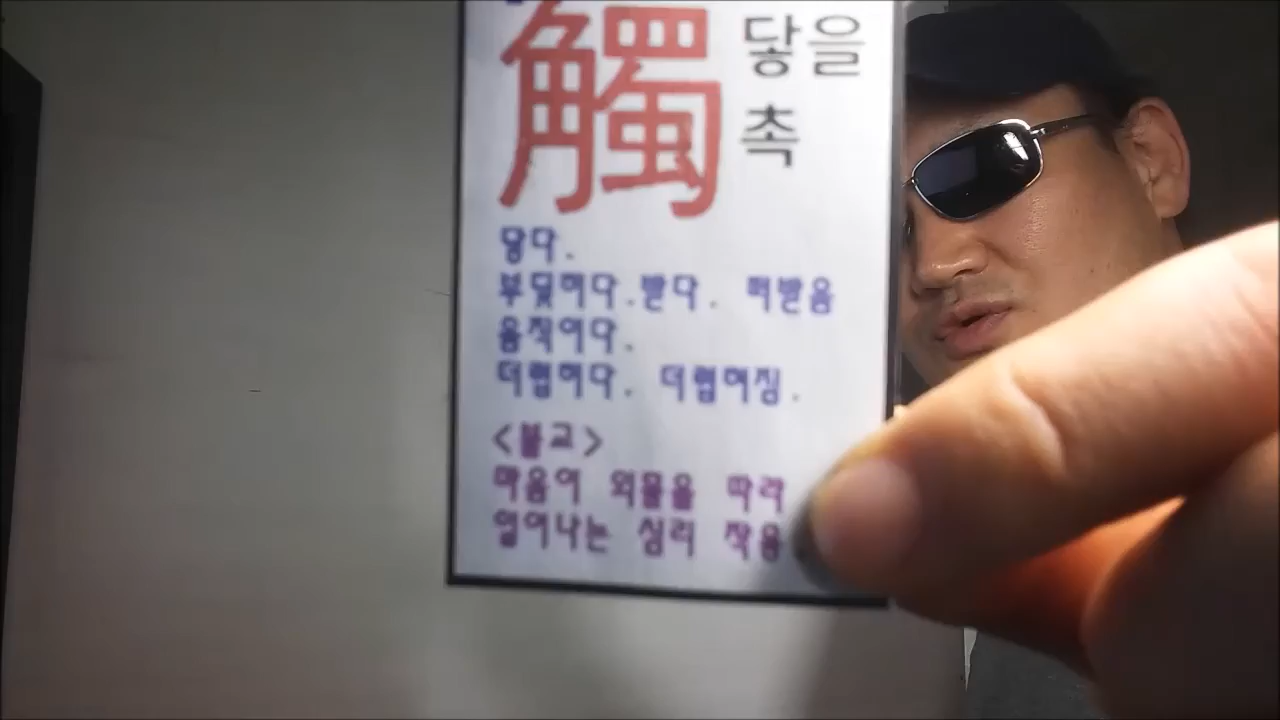 觸 닿을
촉
닿다.
부딪히다.받다. 떠받음
움직이다.
더럽히다. 더럽혀짐.
<불교>
마음이 외물을 따라
일어나는 심리 작용